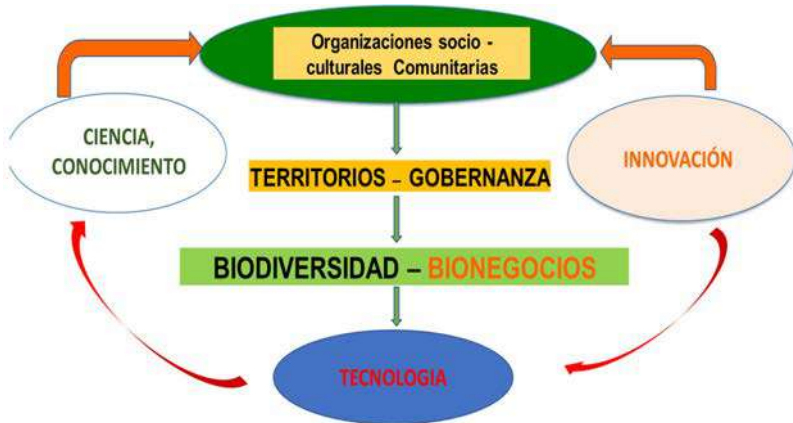 Organizaciones socio -
culturales Comunitarias
CIENCIA,
CONOCIMIENTO
INNOVACIÓN
TERRITORIOS – GOBERNANZA
BIODIVERSIDAD – BIONEGOCIOS
TECNOLOGIA